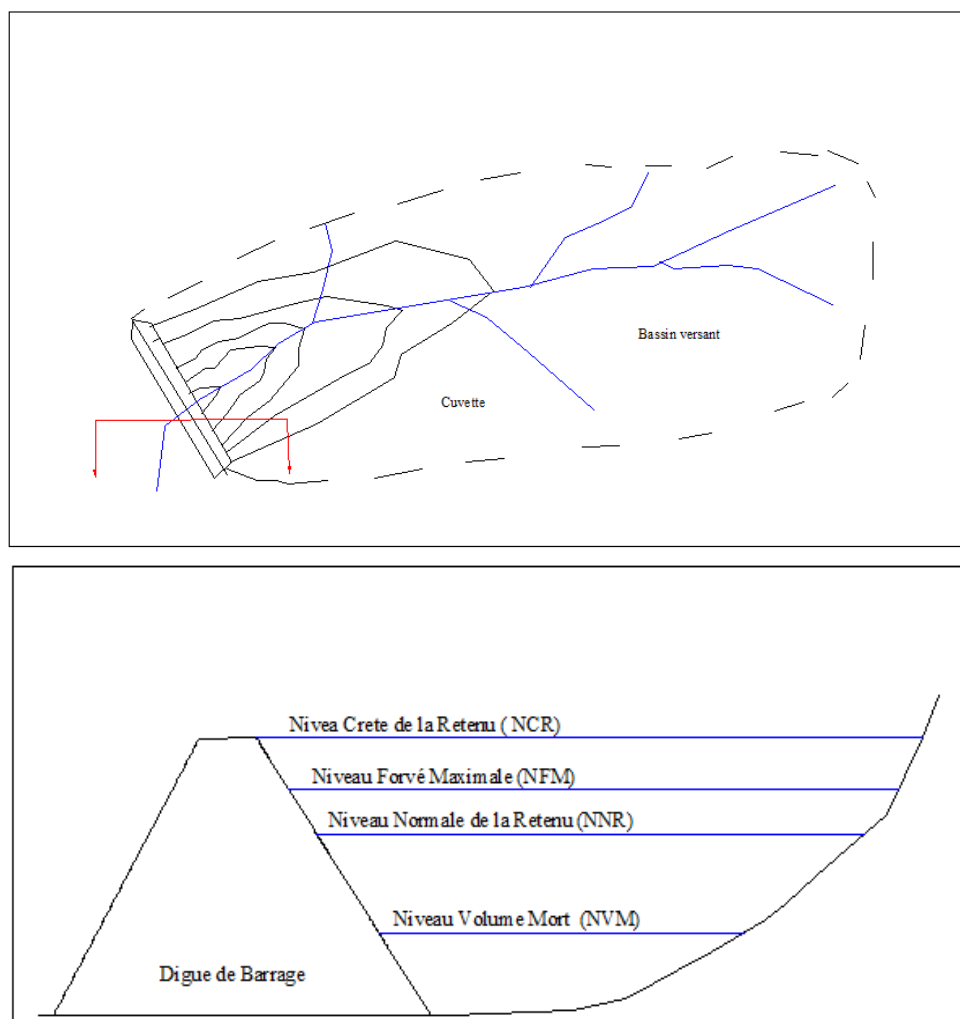 Bassin versant
Cuvette
Nivea Crete de la Retenu ( NCR)
Niveau Forvé Maximale (NFM)
Niveau Normale de la Retenu (NNR)
Niveau Volume Mort (NVM)
Digue de Barrage